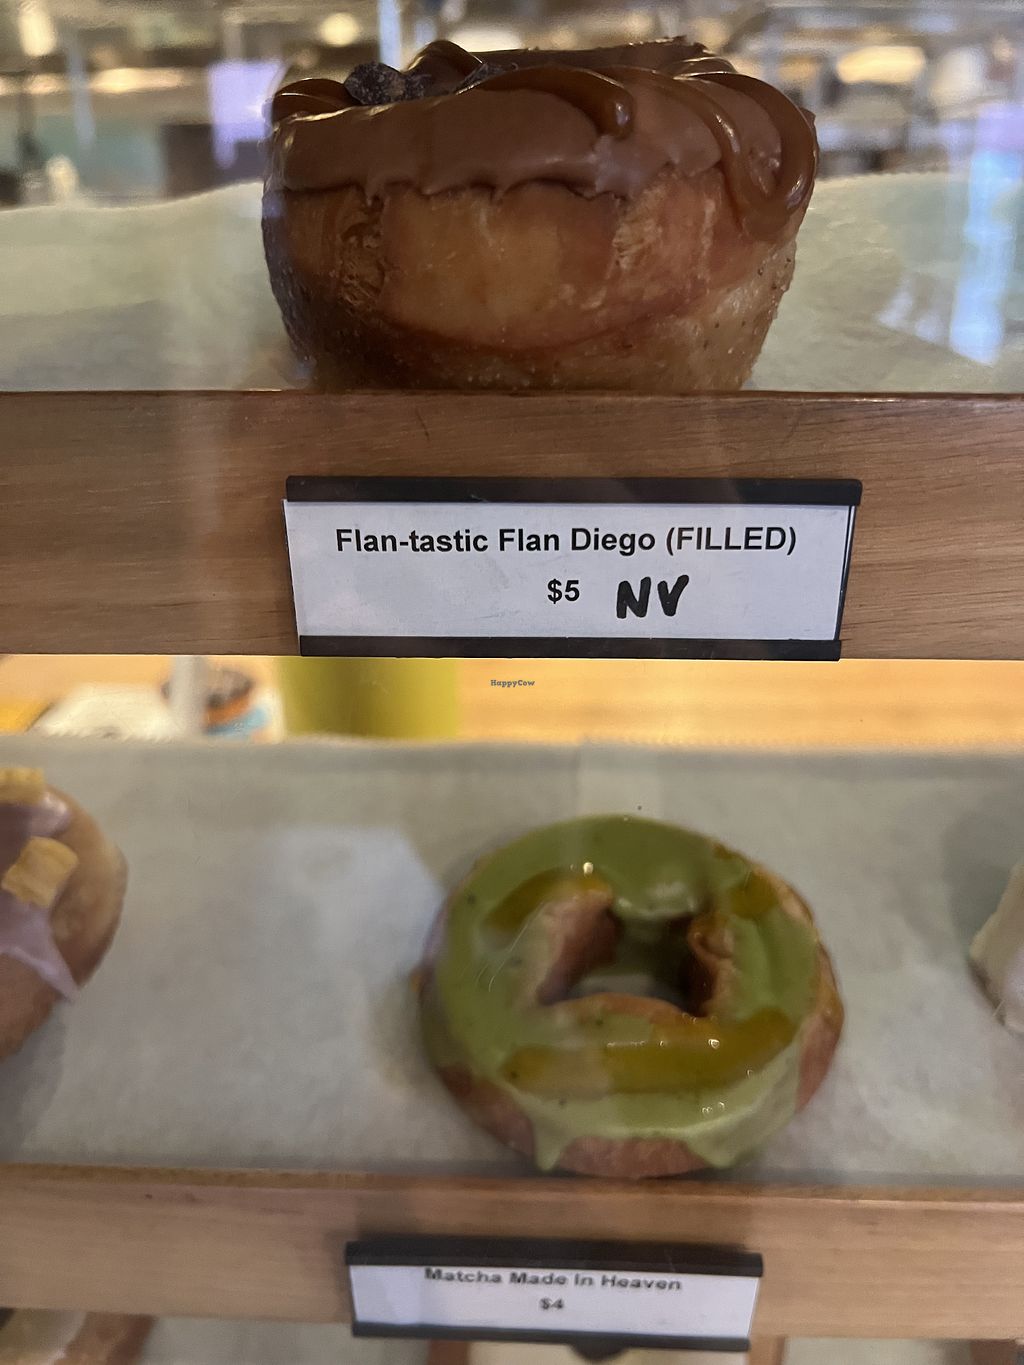 Flan-tastic Flan Diego (FILLED)
$5 NV
HappyCow
Matcha Made in Heaven
$4